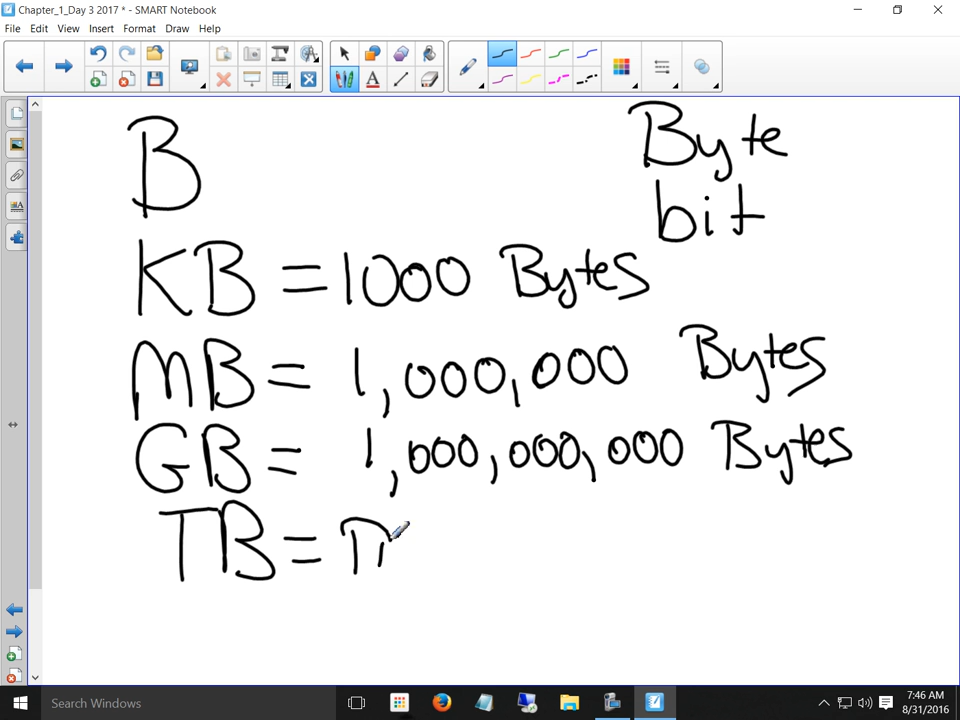 Chapter_1_Day 3 2017 * - SMART Notebook
File Edit View Insert Format Draw Help
B
Byte
bit
KB = 1000 Bytes
MB = 1,000,000 Bytes
GB = 1,000,000,000 Bytes
TB =
Search Windows
7:46 AM
8/31/2016